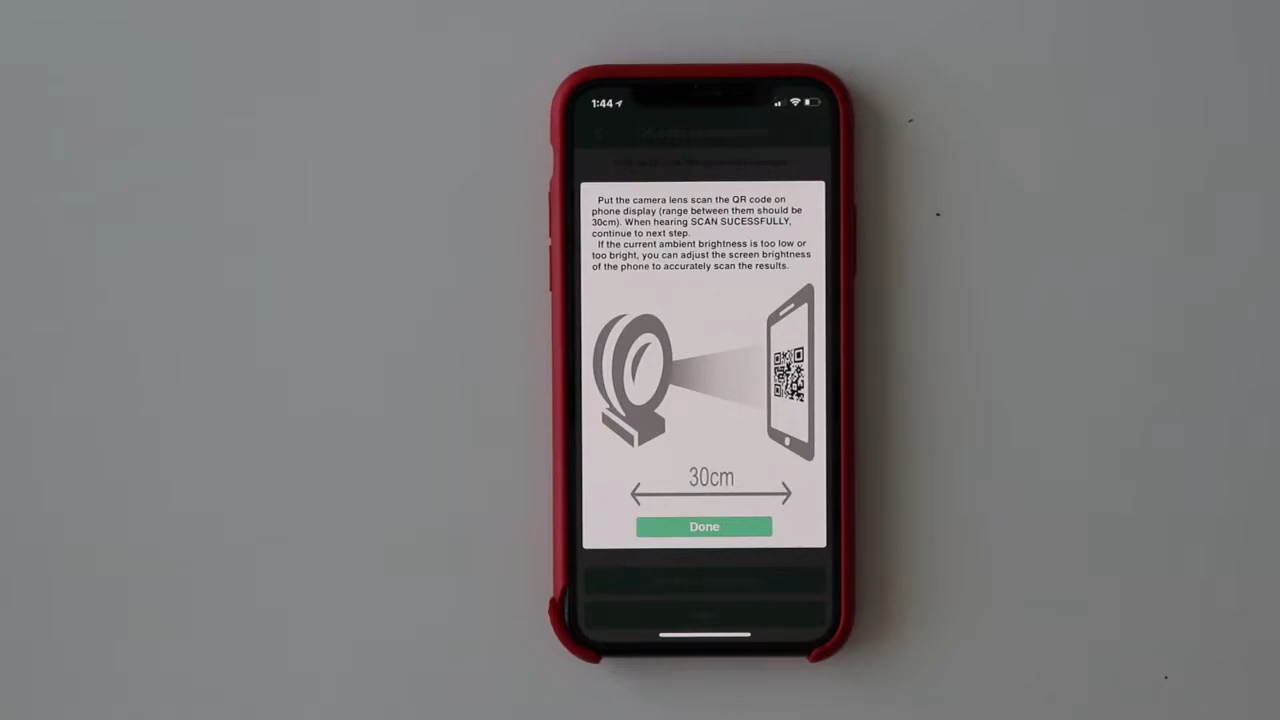 1:44
Put the camera lens scan the QR code on
phone display (range between them should be
30cm). When hearing SCAN SUCESSFULLY,
continue to next step.
If the current ambient brightness is too low or
too bright, you can adjust the screen brightness
of the phone to accurately scan the results.
30cm
Done